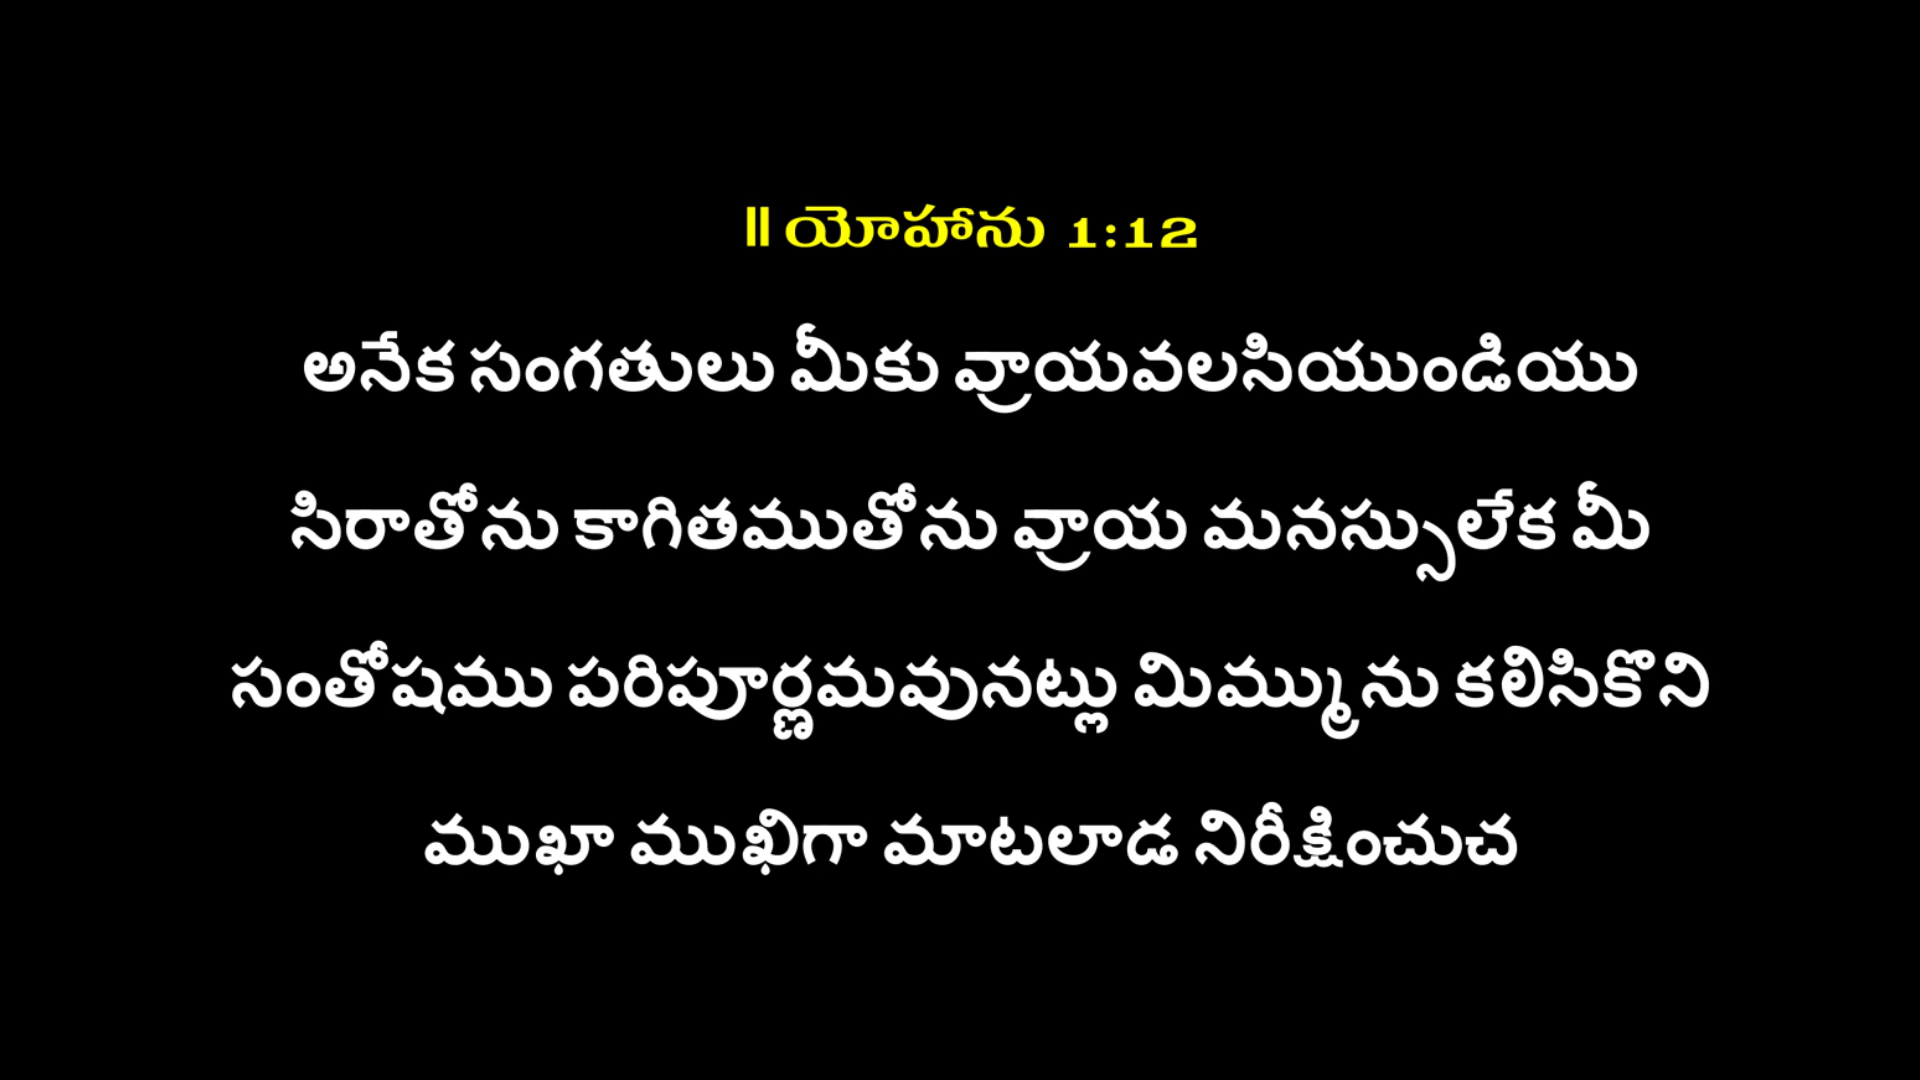 II యోహాను 1:12
అనేక సంగతులు మీకు వ్రాయవలసియుండియు
సిరాతోను కాగితముతోను వ్రాయ మనస్సులేక మీ
సంతోషము పరిపూర్ణమవునట్లు మిమ్మును కలిసికొని
ముఖా ముఖిగా మాటలాడ నిరీక్షించుచ